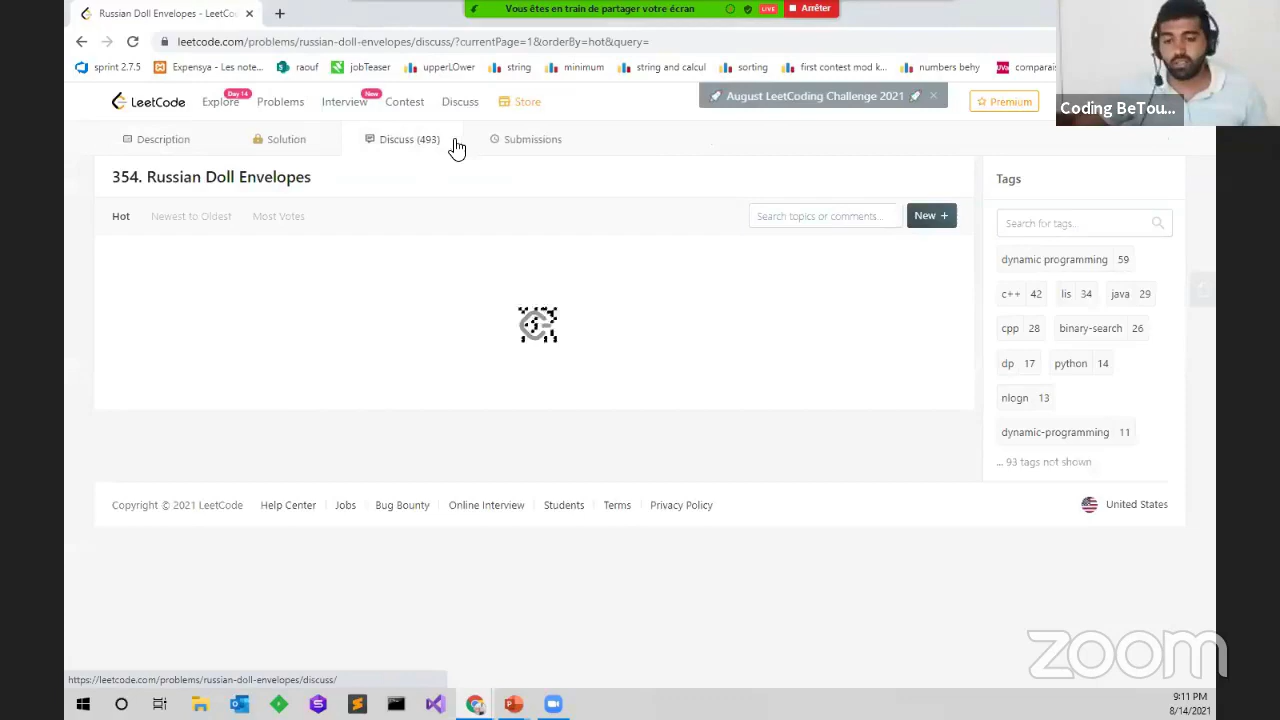 Russian Doll Envelopes - LeetCo
Vous êtes en train de partager votre écran
LIVE
Arrêter
leetcode.com/problems/russian-doll-envelopes/discuss/?currentPage=1&orderBy=hot&query=
sprint 2.7.5
Expensya - Les note...
raouf
jobTeaser
upperLOwer
string
minimum
string and calcul
sorting
first contest mod k...
numbers behy
comparais
LeetCode
Explore
Day 14
Problems
Interview
New
Contest
Discuss
Store
August LeetCoding Challenge 2021
Premium
Coding BeTou...
Description
Solution
Discuss (493)
Submissions
354. Russian Doll Envelopes
Hot
Newest to Oldest
Most Votes
Search topics or comments...
New +
Tags
Search for tags...
dynamic programming 59
c++ 42
lis 34
java 29
cpp 28
binary-search 26
dp 17
python 14
nlogn 13
dynamic-programming 11
... 93 tags not shown
Copyright © 2021 LeetCode
Help Center
Jobs
Bug Bounty
Online Interview
Students
Terms
Privacy Policy
United States
zoom
https://leetcode.com/problems/russian-doll-envelopes/discuss/
9:11 PM
8/14/2021